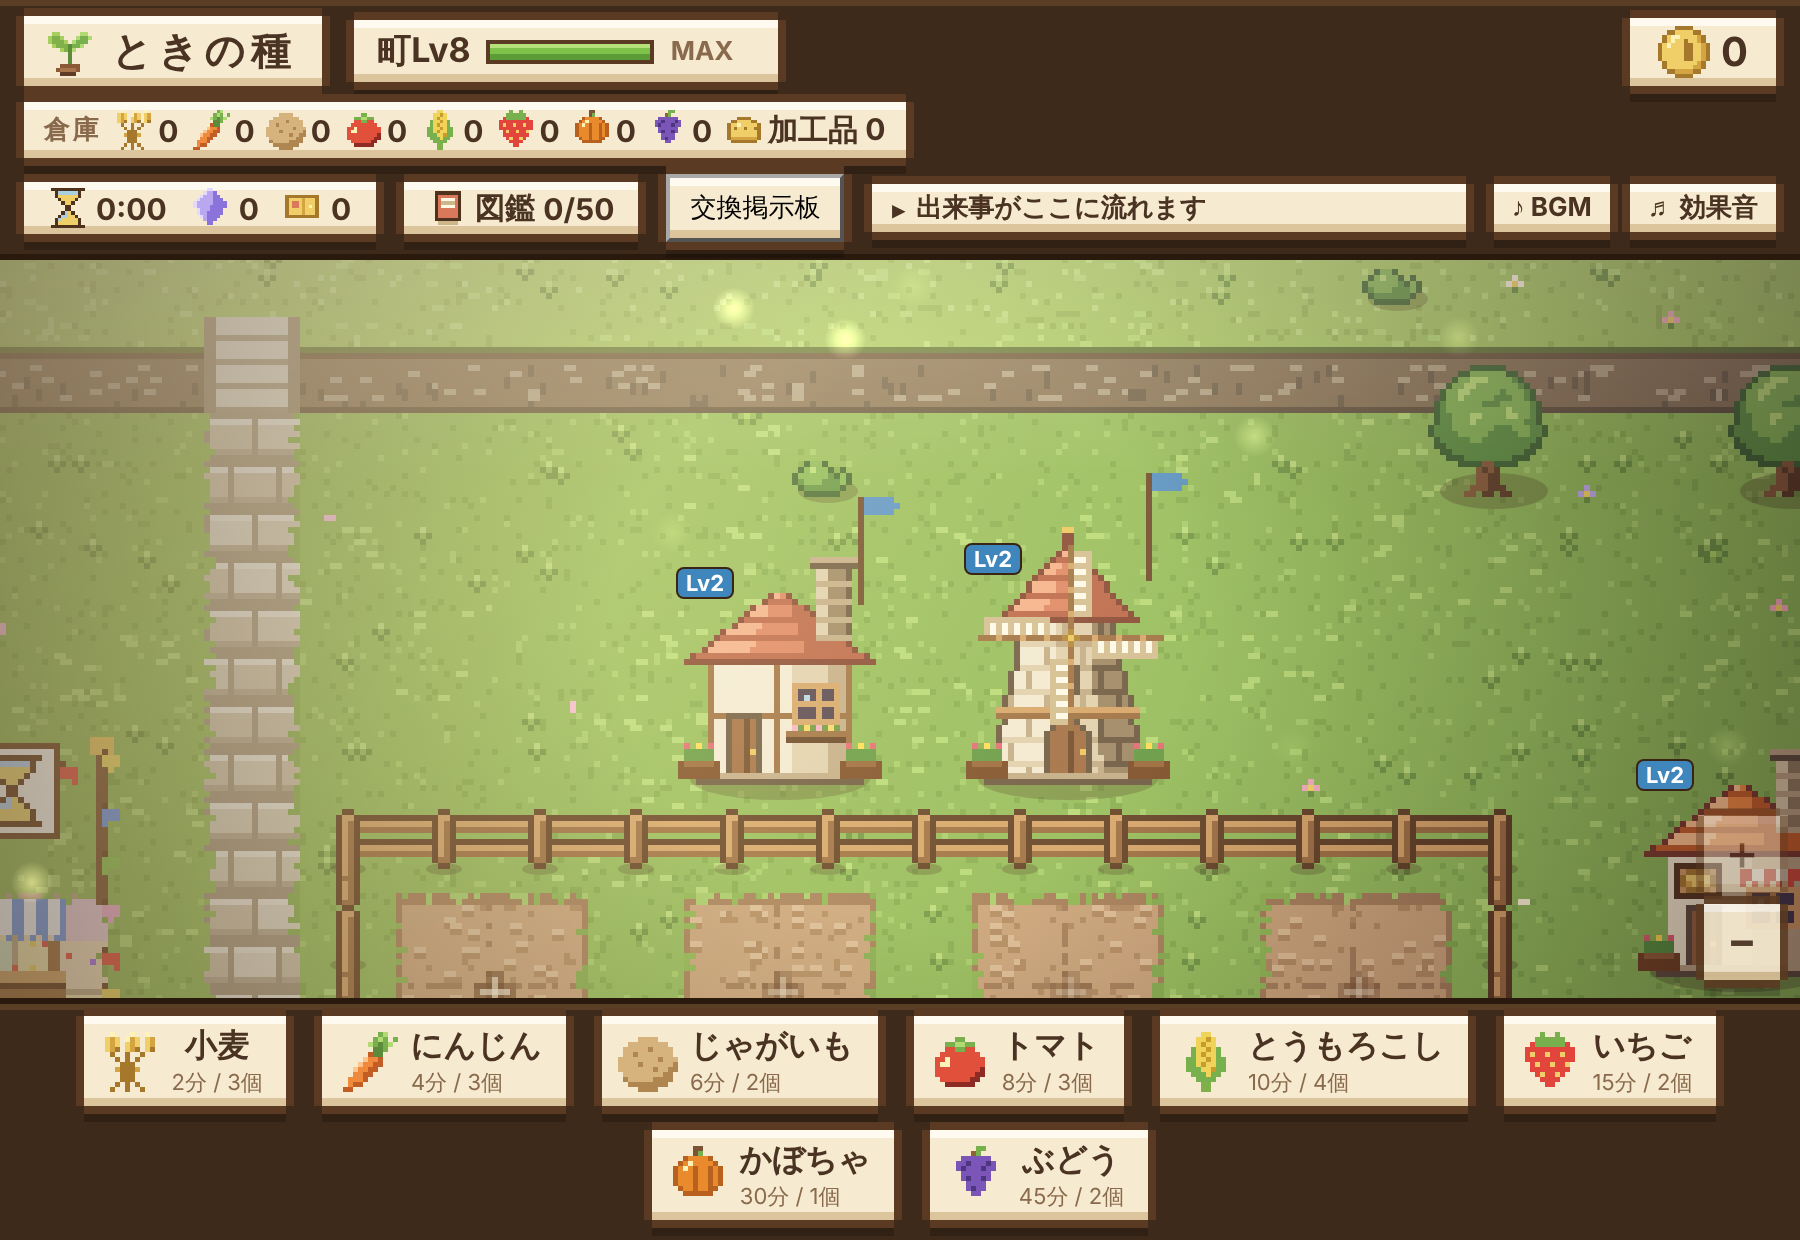 ときの種
町Lv8 MAX
0
倉庫 0 0 0 0 0 0 0 0 加工品 0
0:00 0 0
図鑑 0/50
交換掲示板
▶ 出来事がここに流れます
♪ BGM
♬ 効果音
Lv2
Lv2
Lv2
+
−
小麦
2分 / 3個
にんじん
4分 / 3個
じゃがいも
6分 / 2個
トマト
8分 / 3個
とうもろこし
10分 / 4個
いちご
15分 / 2個
かぼちゃ
30分 / 1個
ぶどう
45分 / 2個